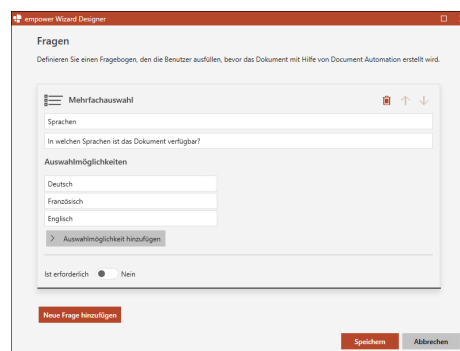 empower Wizard Designer
Fragen
Definieren Sie einen Fragebogen, den die Benutzer ausfüllen, bevor das Dokument mit Hilfe von Document Automation erstellt wird.
Mehrfachauswahl
Sprachen
In welchen Sprachen ist das Dokument verfügbar?
Auswahlmöglichkeiten
Deutsch
Französisch
Englisch
Auswahlmöglichkeit hinzufügen
Ist erforderlich Nein
Neue Frage hinzufügen
Speichern Abbrechen